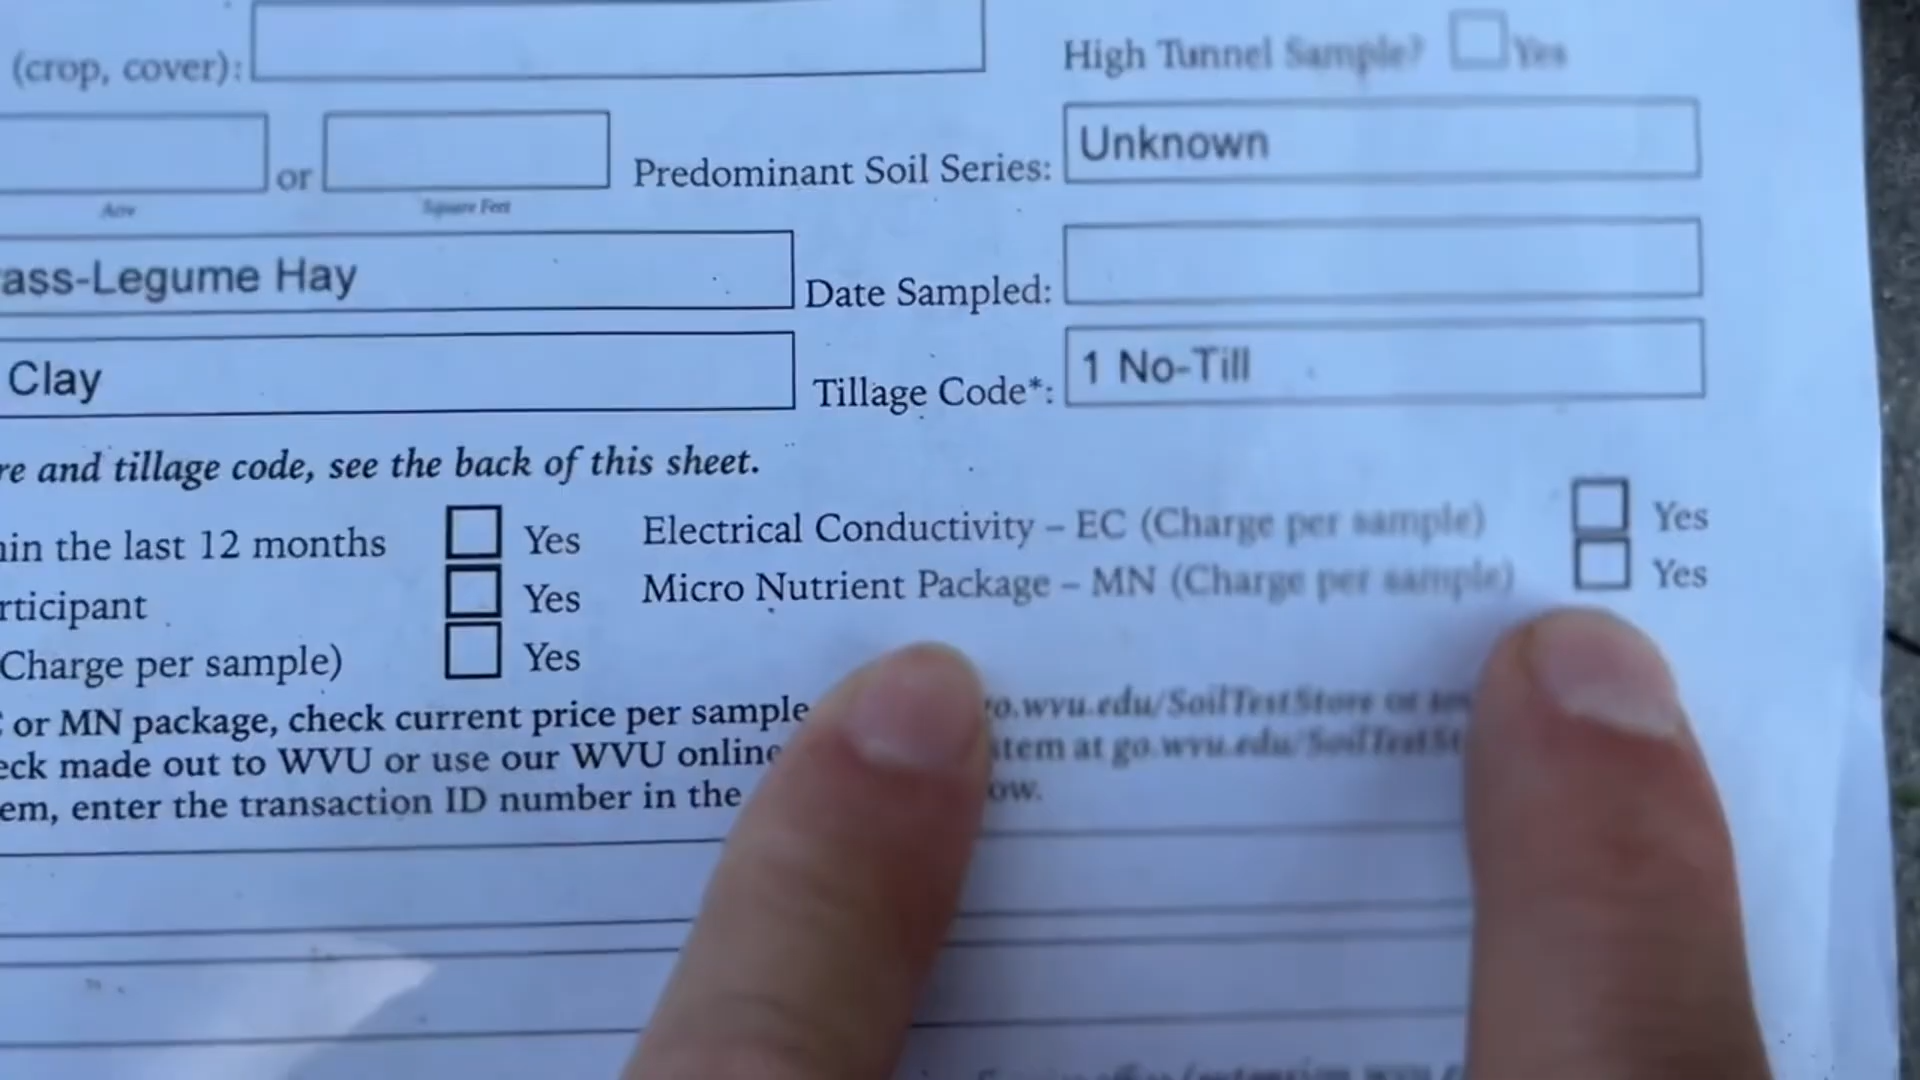 (crop, cover):
High Tunnel Sample? Yes
or
Predominant Soil Series: Unknown
Square Feet
ass-Legume Hay
Date Sampled:
Clay
Tillage Code*: 1 No-Till
re and tillage code, see the back of this sheet.
in the last 12 months Yes
Electrical Conductivity – EC (Charge per sample) Yes
rticipant Yes
Micro Nutrient Package – MN (Charge per sample) Yes
Charge per sample) Yes
or MN package, check current price per sample o.wvu.edu/SoilTestStore or
eck made out to WVU or use our WVU online stem at go.wvu.edu/SoilTestSt
em, enter the transaction ID number in the ow.